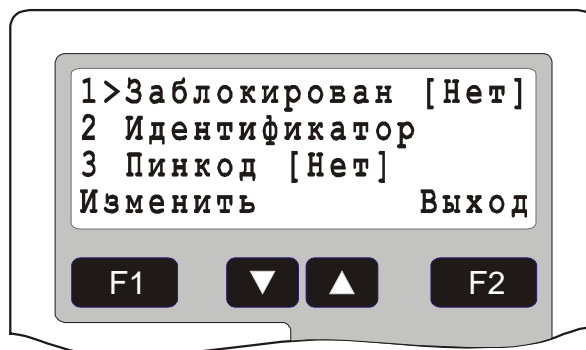 1>Заблокирован [Нет]
2 Идентификатор
3 Пинкод [Нет]
Изменить Выход
F1 ▼ ▲ F2